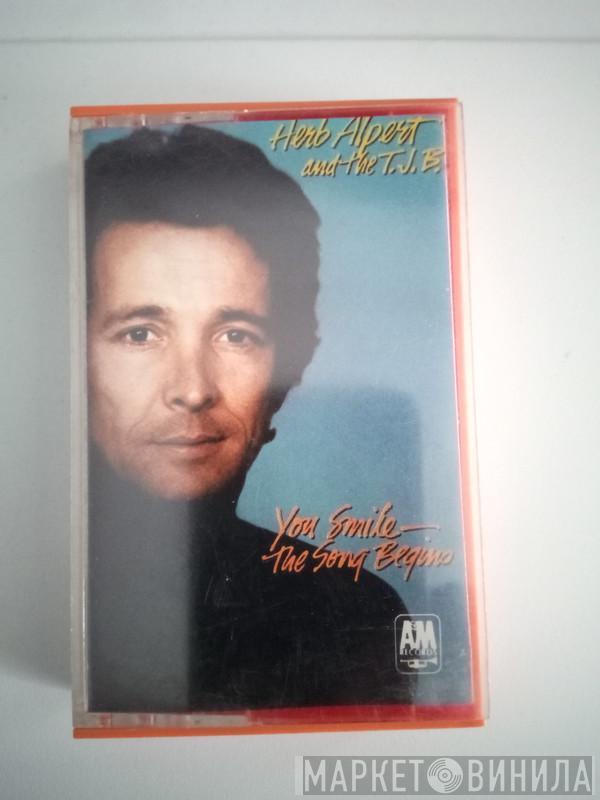 Herb Alpert
and the T.J.B.
You Smile—
The Song Begins
A&M
RECORDS
МАРКЕТ ВИНИЛА